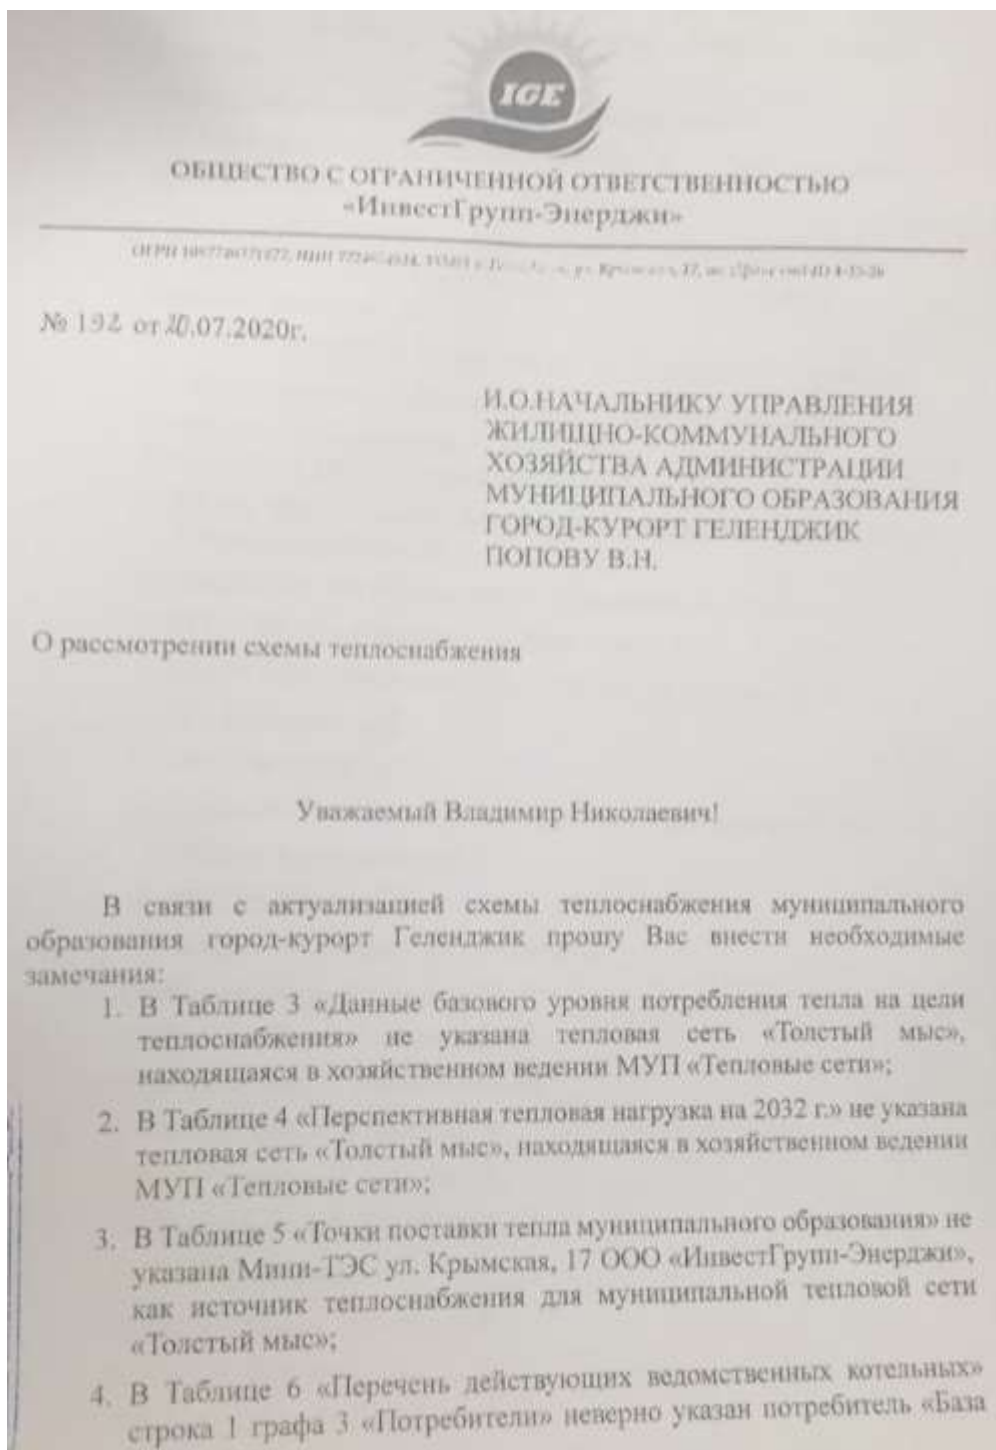 IGE
ОБЩЕСТВО С ОГРАНИЧЕННОЙ ОТВЕТСТВЕННОСТЬЮ
«ИнвестГрупп-Энерджи»
ОГРН ИНН
№ 192 от 20.07.2020г.
И.О.НАЧАЛЬНИКУ УПРАВЛЕНИЯ
ЖИЛИЩНО-КОММУНАЛЬНОГО
ХОЗЯЙСТВА АДМИНИСТРАЦИИ
МУНИЦИПАЛЬНОГО ОБРАЗОВАНИЯ
ГОРОД-КУРОРТ ГЕЛЕНДЖИК
ПОПОВУ В.Н.
О рассмотрении схемы теплоснабжения
Уважаемый Владимир Николаевич!
В связи с актуализацией схемы теплоснабжения муниципального
образования город-курорт Геленджик прошу Вас внести необходимые
замечания:
1. В Таблице 3 «Данные базового уровня потребления тепла на цели
теплоснабжения» не указана тепловая сеть «Толстый мыс»,
находящаяся в хозяйственном ведении МУП «Тепловые сети»;
2. В Таблице 4 «Перспективная тепловая нагрузка на 2032 г.» не указана
тепловая сеть «Толстый мыс», находящаяся в хозяйственном ведении
МУП «Тепловые сети»;
3. В Таблице 5 «Точки поставки тепла муниципального образования» не
указана Мини-ТЭС ул. Крымская, 17 ООО «ИнвестГрупп-Энерджи»,
как источник теплоснабжения для муниципальной тепловой сети
«Толстый мыс»;
4. В Таблице 6 «Перечень действующих ведомственных котельных»
строка 1 графа 3 «Потребители» неверно указан потребитель «База